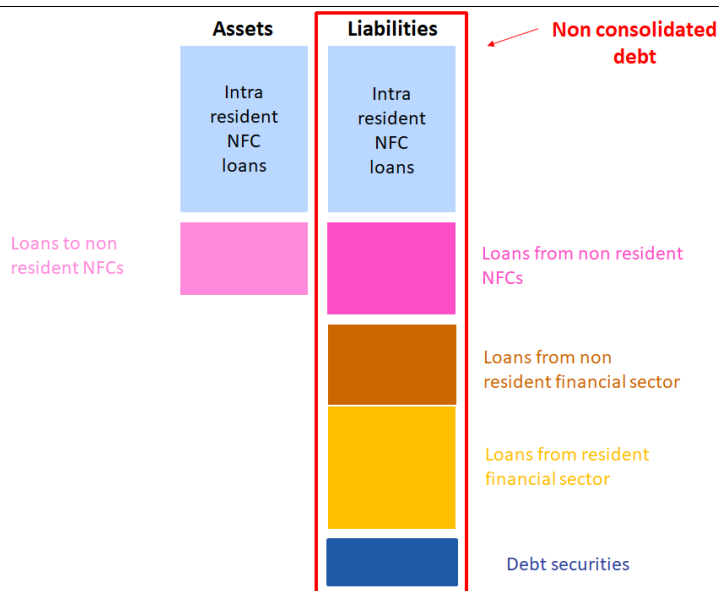 Assets
Liabilities
Non consolidated
debt
Intra
resident
NFC
loans
Intra
resident
NFC
loans
Loans to non
resident NFCs
Loans from non resident
NFCs
Loans from non
resident financial sector
Loans from resident
financial sector
Debt securities